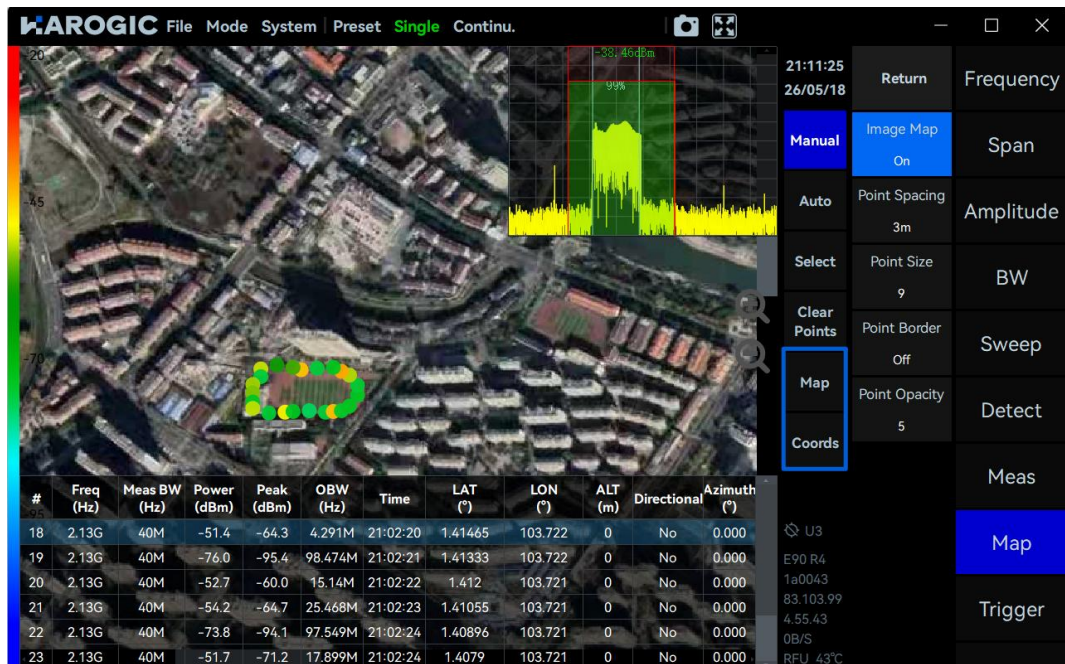 HAROGIC File Mode System Preset Single Continu.
-20
-38.46dBm
99%
-45
-70
-95
21:11:25
26/05/18
Manual
Auto
Select
Clear
Points
Map
Coords
Return
Image Map
On
Point Spacing
3m
Point Size
9
Point Border
Off
Point Opacity
5
Frequency
Span
Amplitude
BW
Sweep
Detect
Meas
Map
Trigger
# Freq (Hz) Meas BW (Hz) Power (dBm) Peak (dBm) OBW (Hz) Time LAT (°) LON (°) ALT (m) Directional Azimuth (°)
18 2.13G 40M -51.4 -64.3 4.291M 21:02:20 1.41465 103.722 0 No 0.000
19 2.13G 40M -76.0 -95.4 98.474M 21:02:21 1.41333 103.722 0 No 0.000
20 2.13G 40M -52.7 -60.0 15.14M 21:02:22 1.412 103.721 0 No 0.000
21 2.13G 40M -54.2 -64.7 25.468M 21:02:23 1.41055 103.721 0 No 0.000
22 2.13G 40M -73.8 -94.1 97.549M 21:02:24 1.40896 103.721 0 No 0.000
23 2.13G 40M -51.7 -71.2 17.899M 21:02:24 1.4079 103.721 0 No 0.000
U3
E90 R4
1a0043
83.103.99
4.55.43
0B/S
RFU 43°C